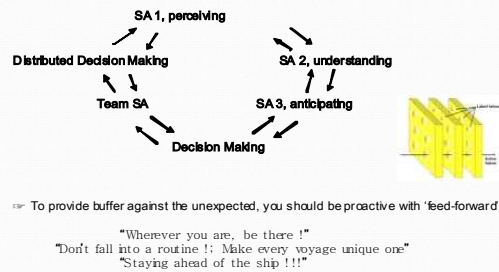 SA 1, perceiving
Distributed Decision Making
SA 2, understanding
Team SA
SA 3, anticipating
Decision Making
☞ To provide buffer against the unexpected, you should be proactive with 'feed-forward'
“Wherever you are, be there !”
“Don't fall into a routine !; Make every voyage unique one”
“Staying ahead of the ship !!!”